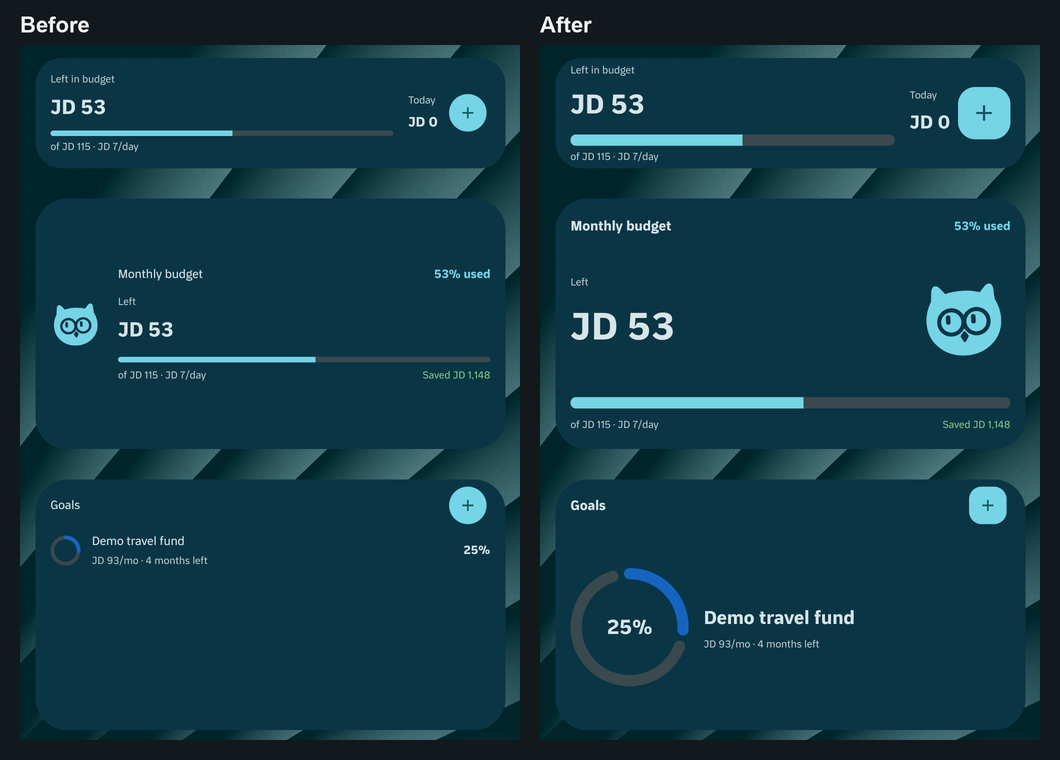 Before
Left in budget
JD 53
Today
JD 0
of JD 115 · JD 7/day
Monthly budget
53% used
Left
JD 53
of JD 115 · JD 7/day
Saved JD 1,148
Goals
Demo travel fund
JD 93/mo · 4 months left
25%
After
Left in budget
JD 53
Today
JD 0
of JD 115 · JD 7/day
Monthly budget
53% used
Left
JD 53
of JD 115 · JD 7/day
Saved JD 1,148
Goals
25%
Demo travel fund
JD 93/mo · 4 months left